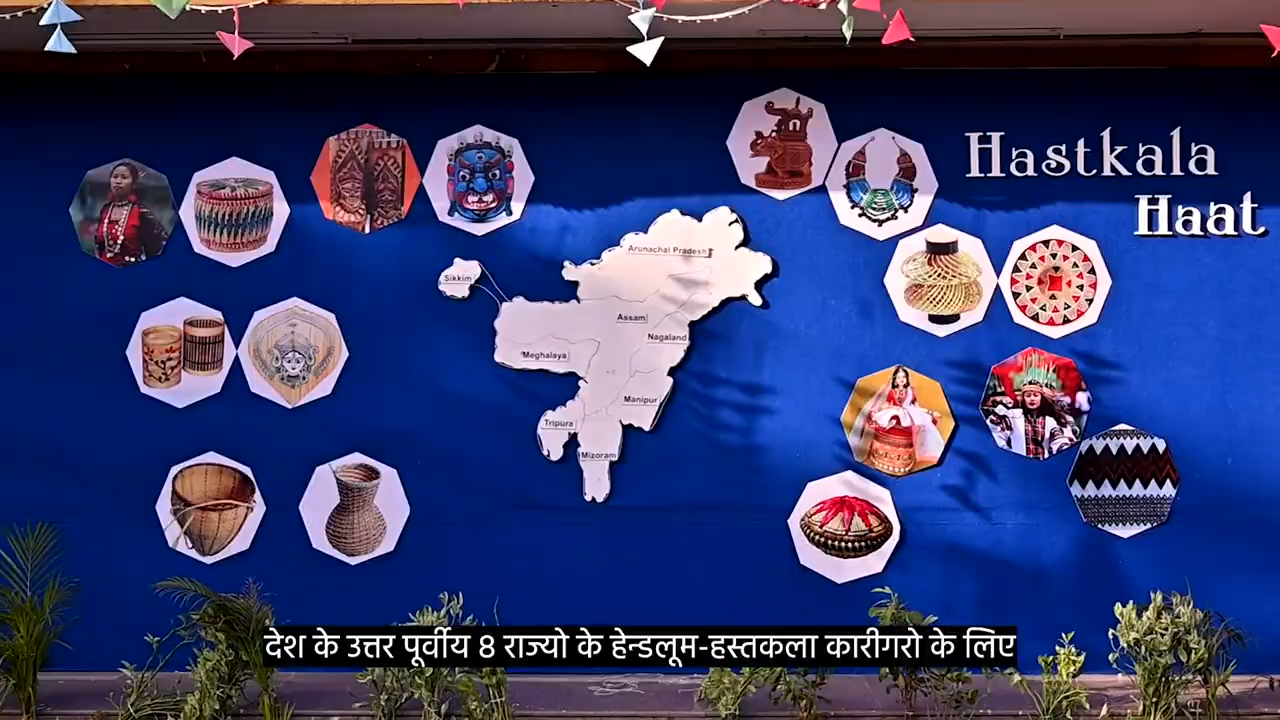 Hastkala
Haat
Arunachal Pradesh
Sikkim
Assam
Nagaland
Meghalaya
Manipur
Tripura
Mizoram
देश के उत्तर पूर्वीय 8 राज्यो के हेन्डलूम-हस्तकला कारीगरो के लिए